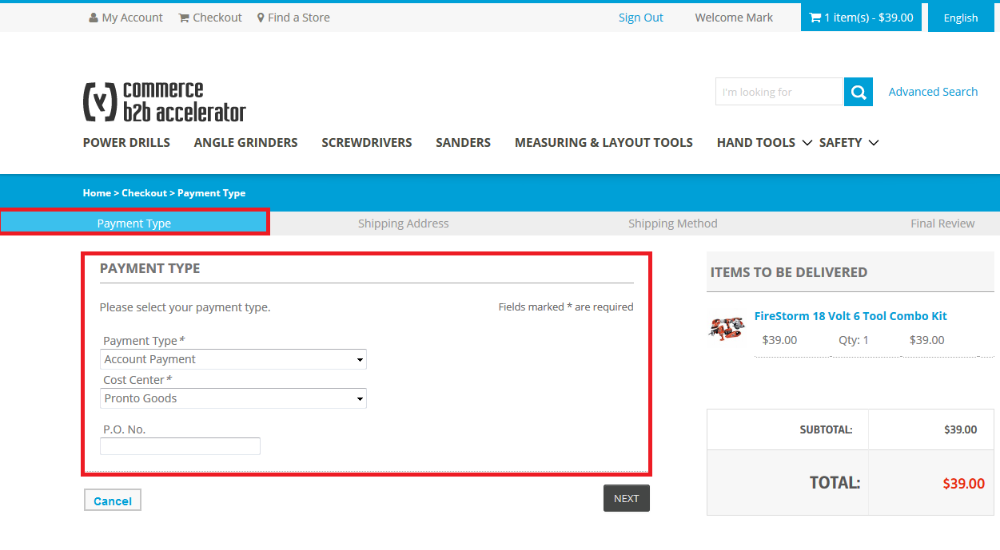 My Account Checkout Find a Store Sign Out Welcome Mark 1 item(s) - $39.00 English
commerce
b2b accelerator
I'm looking for Advanced Search
POWER DRILLS ANGLE GRINDERS SCREWDRIVERS SANDERS MEASURING & LAYOUT TOOLS HAND TOOLS SAFETY
Home > Checkout > Payment Type
Payment Type Shipping Address Shipping Method Final Review
PAYMENT TYPE
Please select your payment type. Fields marked * are required
Payment Type*
Account Payment
Cost Center*
Pronto Goods
P.O. No.
Cancel NEXT
ITEMS TO BE DELIVERED
FireStorm 18 Volt 6 Tool Combo Kit
$39.00 Qty: 1 $39.00
SUBTOTAL: $39.00
TOTAL: $39.00